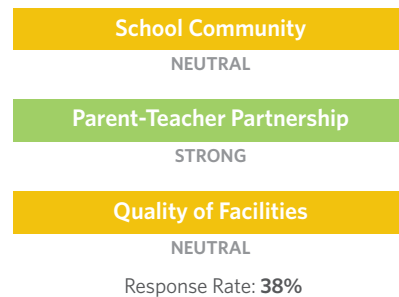 School Community
NEUTRAL
Parent-Teacher Partnership
STRONG
Quality of Facilities
NEUTRAL
Response Rate: 38%